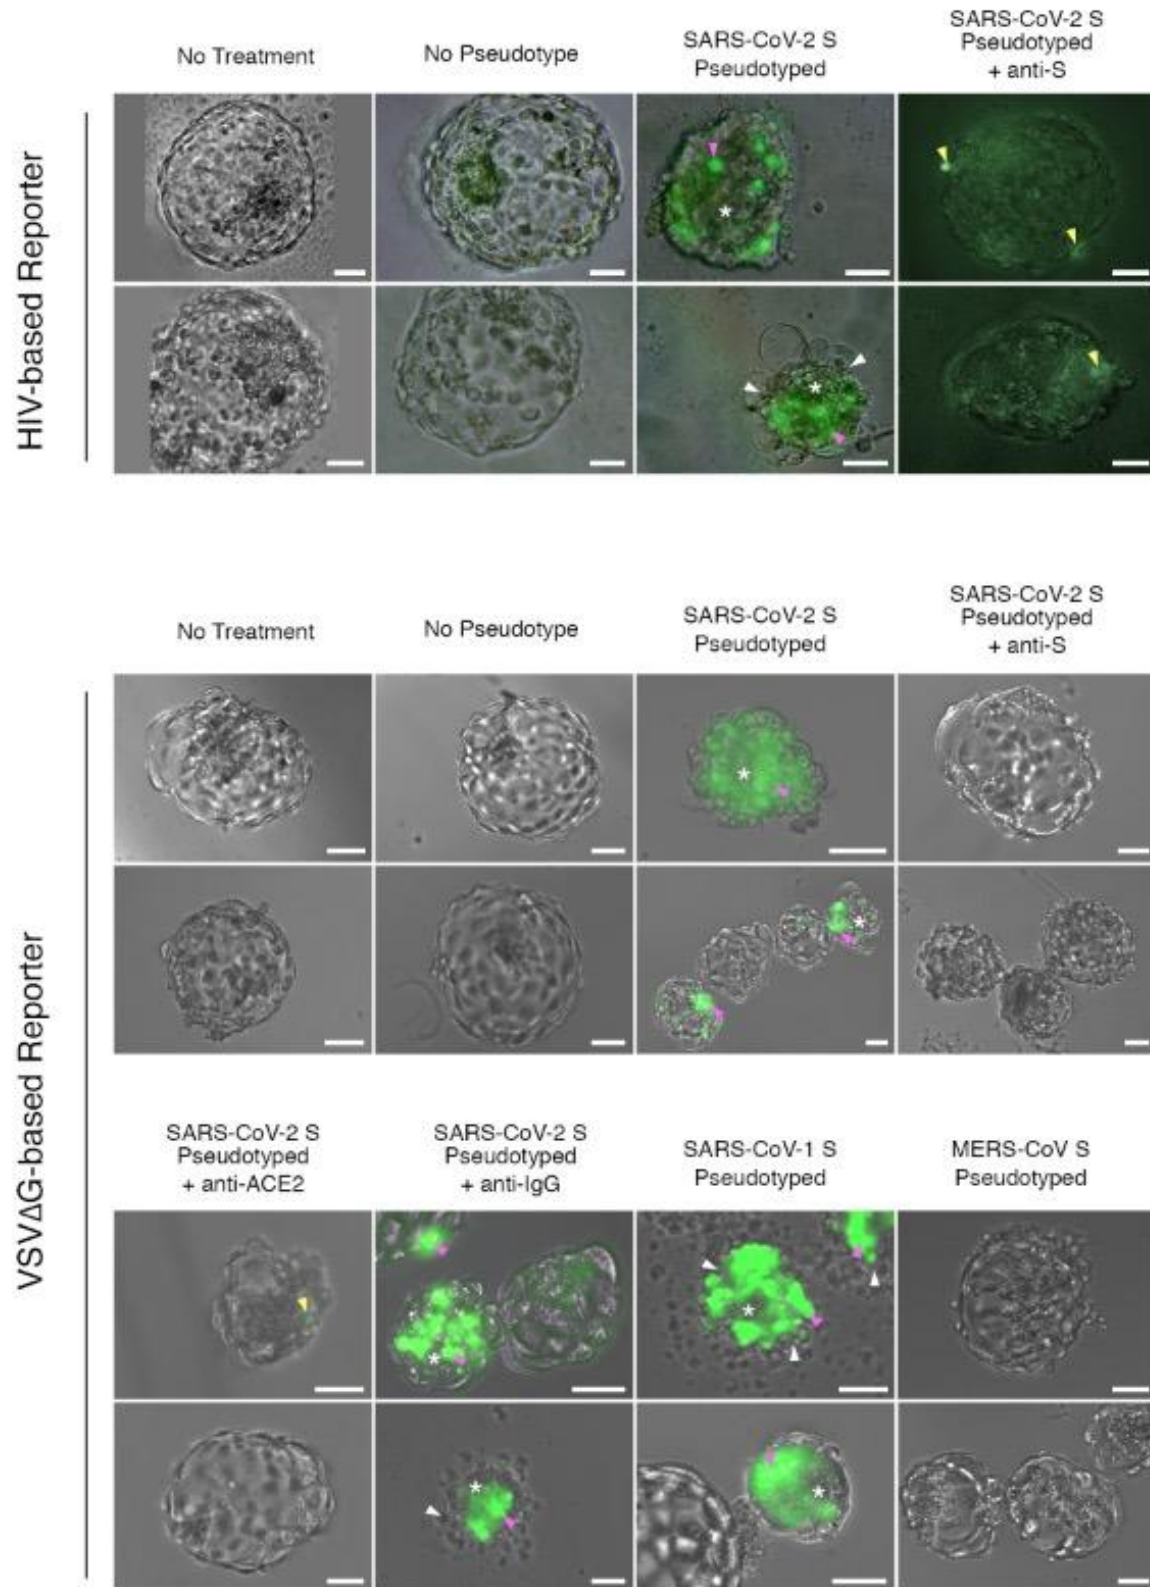 HIV-based Reporter
No Treatment
No Pseudotype
SARS-CoV-2 S
Pseudotyped
SARS-CoV-2 S
Pseudotyped
+ anti-S
VSVΔG-based Reporter
No Treatment
No Pseudotype
SARS-CoV-2 S
Pseudotyped
SARS-CoV-2 S
Pseudotyped
+ anti-S
SARS-CoV-2 S
Pseudotyped
+ anti-ACE2
SARS-CoV-2 S
Pseudotyped
+ anti-IgG
SARS-CoV-1 S
Pseudotyped
MERS-CoV S
Pseudotyped